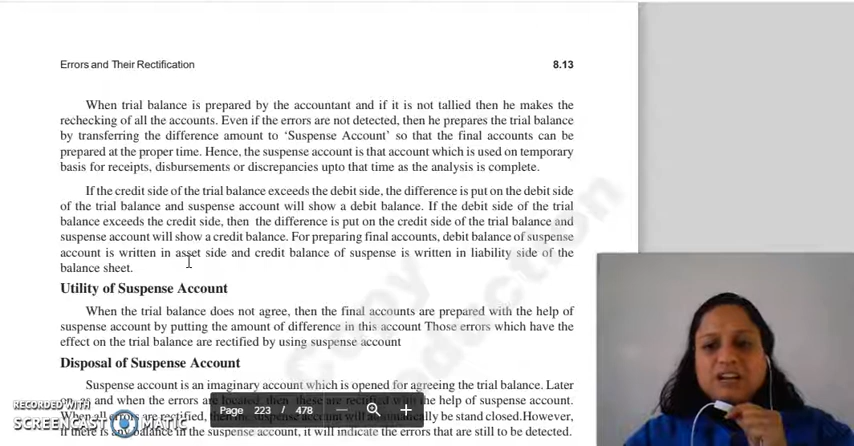 Errors and Their Rectification 8.13
When trial balance is prepared by the accountant and if it is not tallied then he makes the
rechecking of all the accounts. Even if the errors are not detected, then he prepares the trial balance
by transferring the difference amount to 'Suspense Account' so that the final accounts can be
prepared at the proper time. Hence, the suspense account is that account which is used on temporary
basis for receipts, disbursements or discrepancies upto that time as the analysis is complete.
If the credit side of the trial balance exceeds the debit side, the difference is put on the debit side
of the trial balance and suspense account will show a debit balance. If the debit side of the trial
balance exceeds the credit side, then the difference is put on the credit side of the trial balance and
suspense account will show a credit balance. For preparing final accounts, debit balance of suspense
account is written in asset side and credit balance of suspense is written in liability side of the
balance sheet.
Utility of Suspense Account
When the trial balance does not agree, then the final accounts are prepared with the help of
suspense account by putting the amount of difference in this account Those errors which have the
effect on the trial balance are rectified by using suspense account
Disposal of Suspense Account
Suspense account is an imaginary account which is opened for agreeing the trial balance. Later
and when the errors are located, then these are rectified with the help of suspense account.
When all errors are rectified, account will automatically be stand closed.However,
if there is any balance in the suspense account, it will indicate the errors that are still to be detected.
Copy
RECORDED WITH
SCREENCAST MATIC
Page 223 / 478